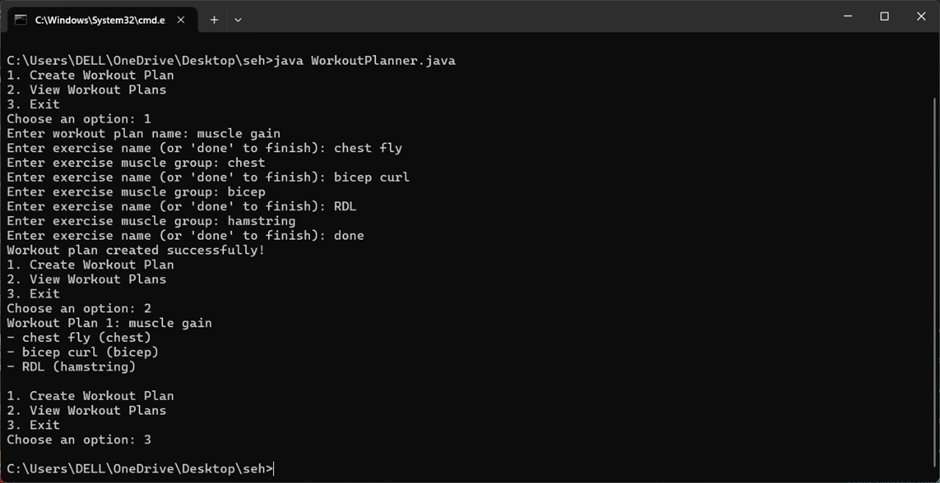 C:\Windows\System32\cmd.e
C:\Users\DELL\OneDrive\Desktop\seh>java WorkoutPlanner.java
1. Create Workout Plan
2. View Workout Plans
3. Exit
Choose an option: 1
Enter workout plan name: muscle gain
Enter exercise name (or 'done' to finish): chest fly
Enter exercise muscle group: chest
Enter exercise name (or 'done' to finish): bicep curl
Enter exercise muscle group: bicep
Enter exercise name (or 'done' to finish): RDL
Enter exercise muscle group: hamstring
Enter exercise name (or 'done' to finish): done
Workout plan created successfully!
1. Create Workout Plan
2. View Workout Plans
3. Exit
Choose an option: 2
Workout Plan 1: muscle gain
- chest fly (chest)
- bicep curl (bicep)
- RDL (hamstring)
1. Create Workout Plan
2. View Workout Plans
3. Exit
Choose an option: 3
C:\Users\DELL\OneDrive\Desktop\seh>